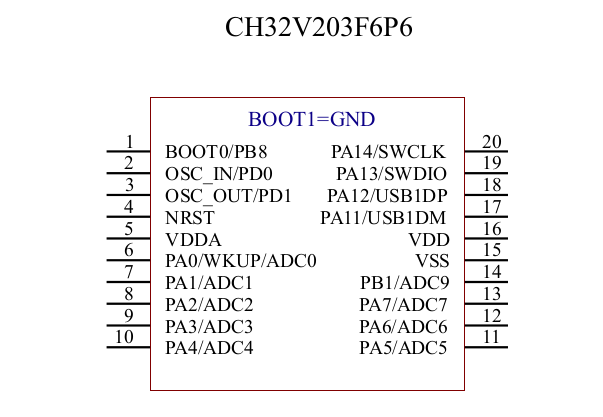 CH32V203F6P6
BOOT1=GND
1 BOOT0/PB8 PA14/SWCLK 20
2 OSC_IN/PD0 PA13/SWDIO 19
3 OSC_OUT/PD1 PA12/USB1DP 18
4 NRST PA11/USB1DM 17
5 VDDA VDD 16
6 PA0/WKUP/ADC0 VSS 15
7 PA1/ADC1 PB1/ADC9 14
8 PA2/ADC2 PA7/ADC7 13
9 PA3/ADC3 PA6/ADC6 12
10 PA4/ADC4 PA5/ADC5 11